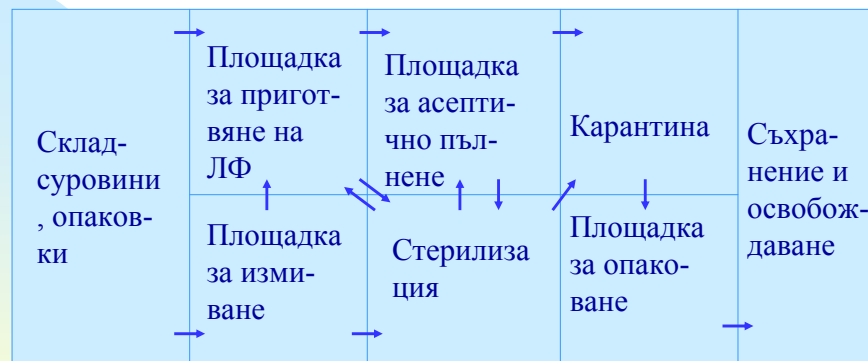 Склад-
суровини
, опаков-
ки
Площадка
за пригот-
вяне на
ЛФ
Площадка
за изми-
ване
Площадка
за асепти-
чно пъл-
нене
Стерилиза
ция
Карантина
Площадка
за опако-
ване
Съхра-
нение и
освобож-
даване